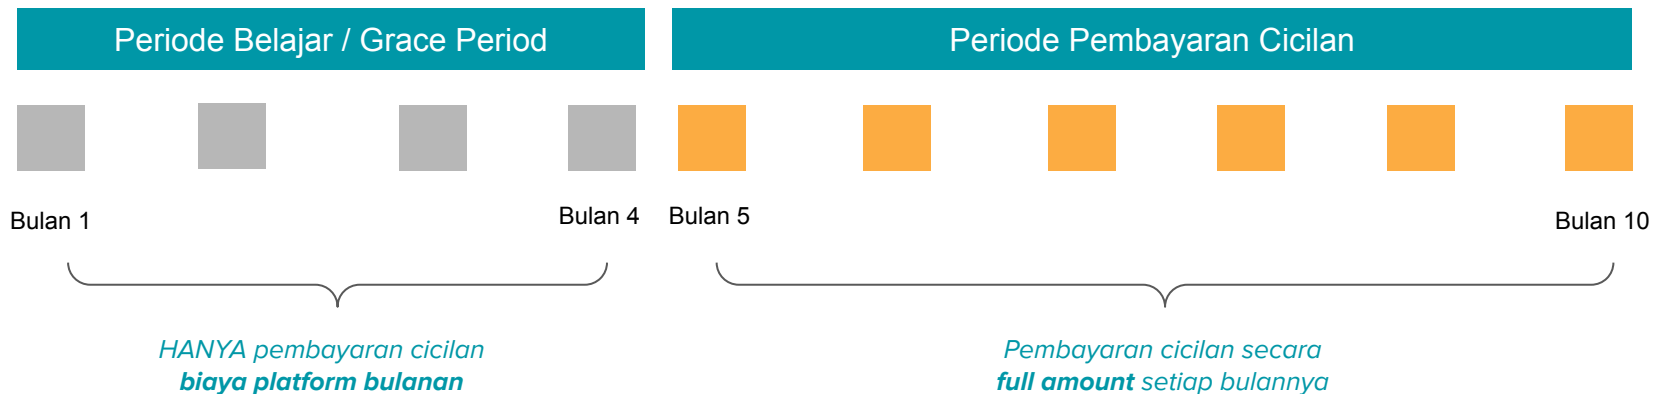 Periode Belajar / Grace Period
Periode Pembayaran Cicilan
Bulan 1
Bulan 4
Bulan 5
Bulan 10
HANYA pembayaran cicilan
biaya platform bulanan
Pembayaran cicilan secara
full amount setiap bulannya